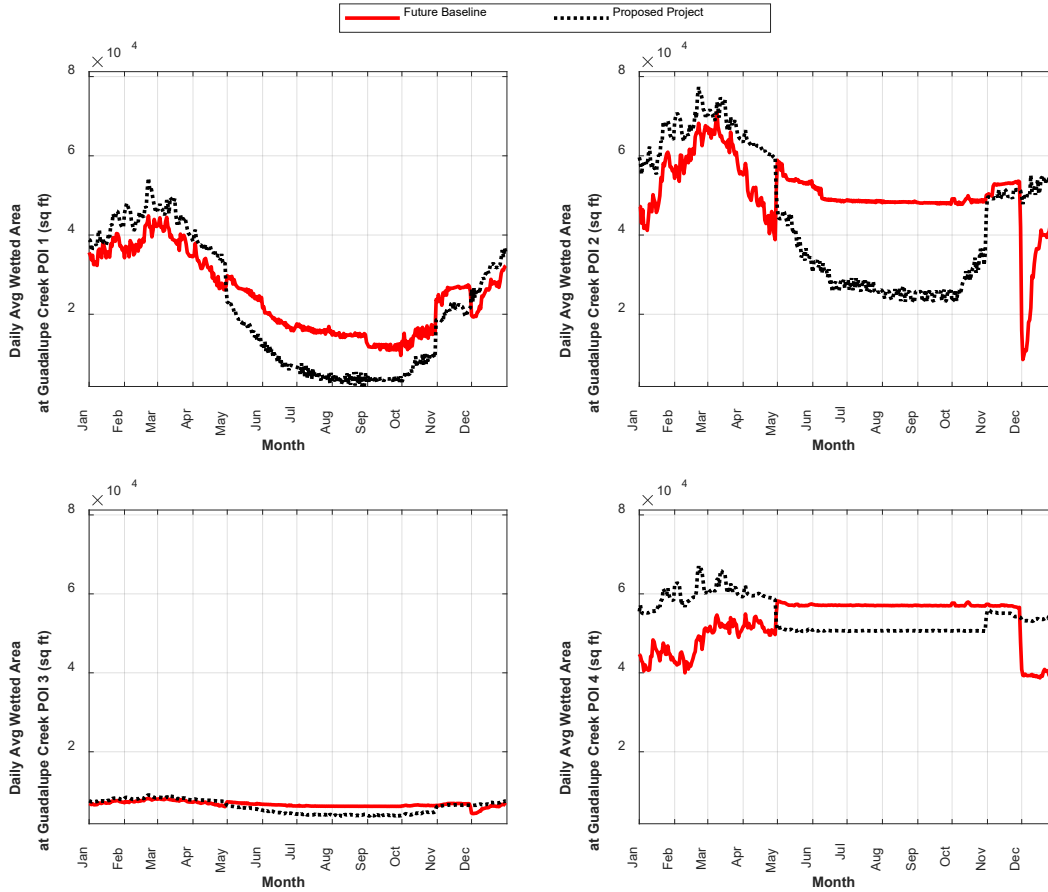 Future Baseline
Proposed Project
× 10 4
8
6
4
2
Daily Avg Wetted Area
at Guadalupe Creek POI 1 (sq ft)
Jan
Feb
Mar
Apr
May
Jun
Jul
Aug
Sep
Oct
Nov
Dec
Month
× 10 4
8
6
4
2
Daily Avg Wetted Area
at Guadalupe Creek POI 2 (sq ft)
Jan
Feb
Mar
Apr
May
Jun
Jul
Aug
Sep
Oct
Nov
Dec
Month
× 10 4
8
6
4
2
Daily Avg Wetted Area
at Guadalupe Creek POI 3 (sq ft)
Jan
Feb
Mar
Apr
May
Jun
Jul
Aug
Sep
Oct
Nov
Dec
Month
× 10 4
8
6
4
2
Daily Avg Wetted Area
at Guadalupe Creek POI 4 (sq ft)
Jan
Feb
Mar
Apr
May
Jun
Jul
Aug
Sep
Oct
Nov
Dec
Month